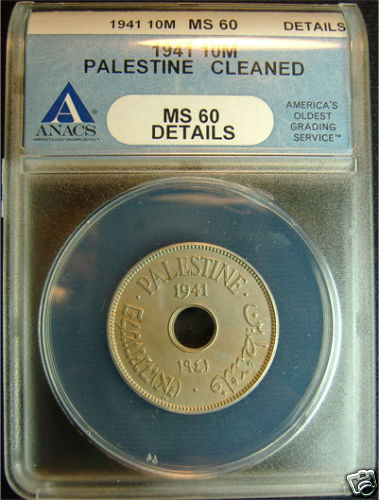 1941 10M MS 60 DETAILS
1941 10M
PALESTINE CLEANED
ANACS
MS 60
DETAILS
AMERICA'S
OLDEST
GRADING
SERVICE™
PALESTINE
1941
فلسطين
١٩٤١